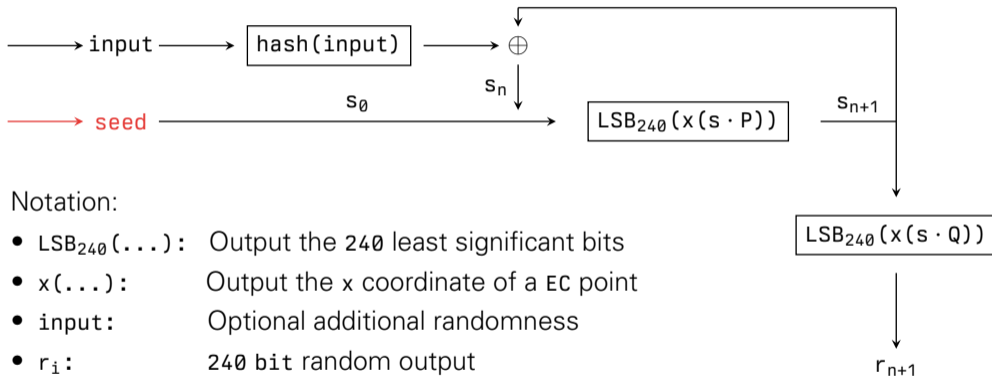 input hash(input) ⊕
sₙ
seed s₀ LSB₂₄₀(x(s · P)) sₙ₊₁
Notation:
LSB₂₄₀(x(s · Q))
• LSB₂₄₀(...): Output the 240 least significant bits
• x(...): Output the x coordinate of a EC point
• input: Optional additional randomness
• rᵢ: 240 bit random output
rₙ₊₁